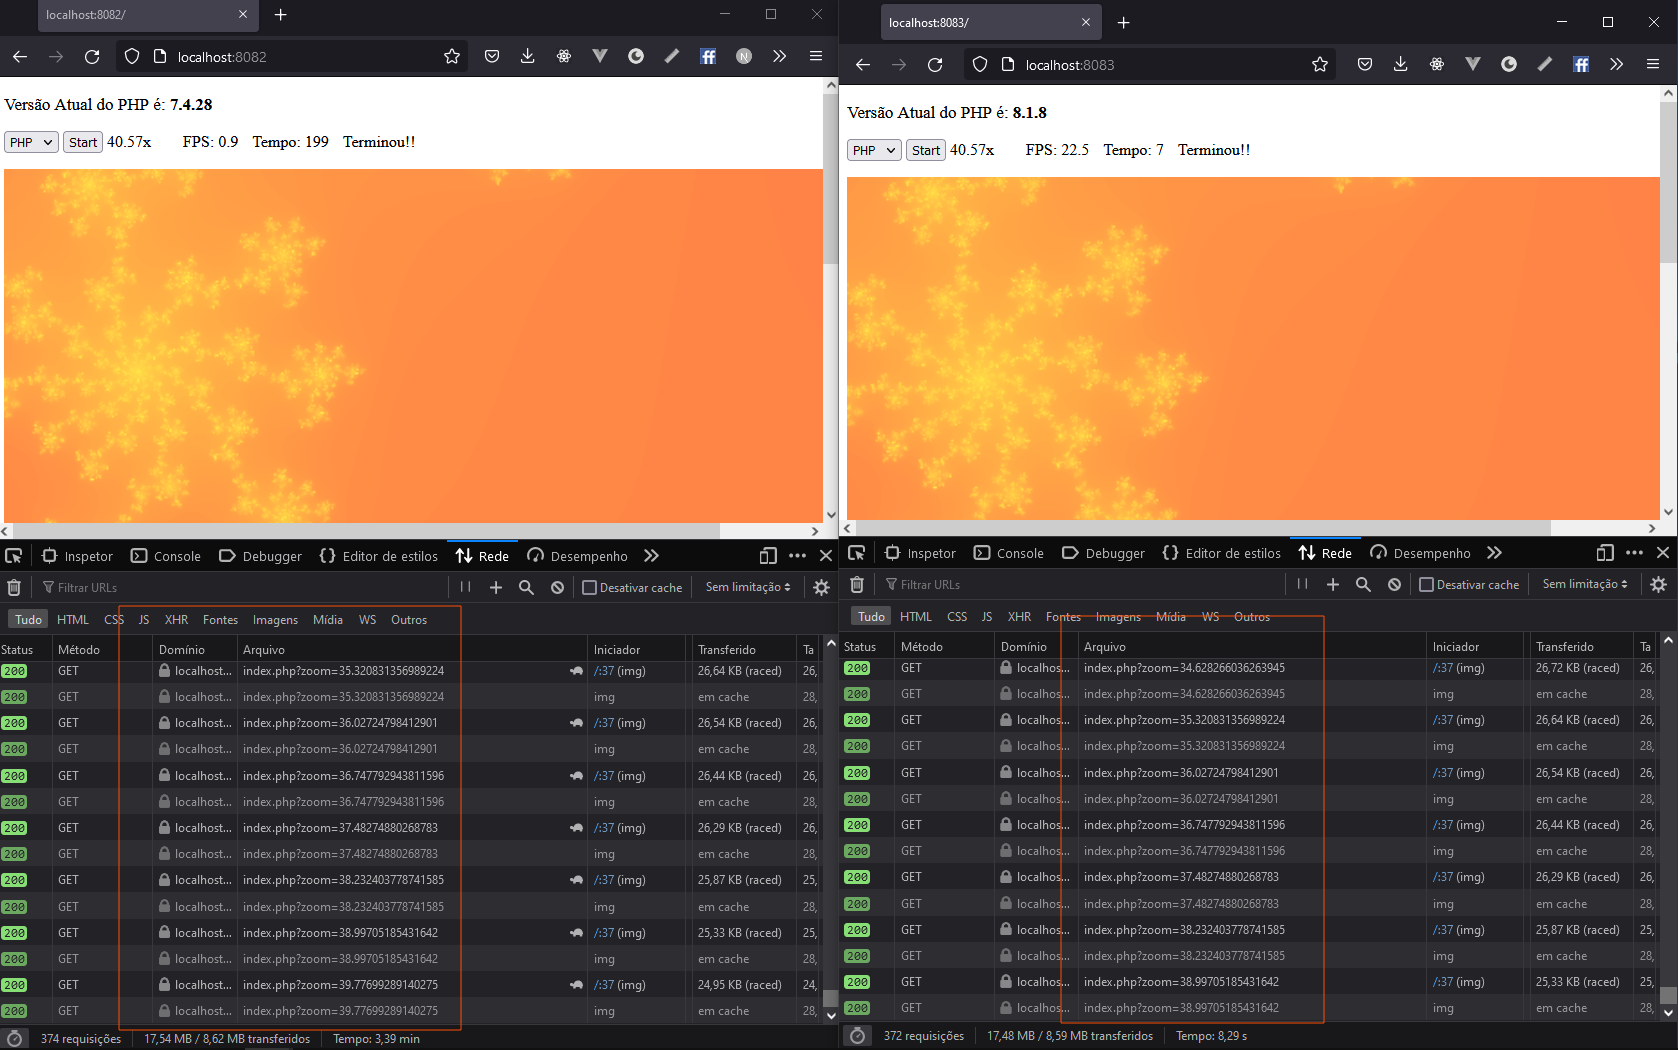 localhost:8082/
localhost:8082
Versão Atual do PHP é: 7.4.28
PHP Start 40.57x FPS: 0.9 Tempo: 199 Terminou!!
Inspetor Console Debugger Editor de estilos Rede Desempenho
Filtrar URLs Desativar cache Sem limitação
Tudo HTML CSS JS XHR Fontes Imagens Mídia WS Outros
Status Método Domínio Arquivo Iniciador Transferido Ta
200 GET localhost... index.php?zoom=35.320831356989224 /:37 (img) 26,64 KB (raced) 26,
200 GET localhost... index.php?zoom=35.320831356989224 img em cache 28,
200 GET localhost... index.php?zoom=36.02724798412901 /:37 (img) 26,54 KB (raced) 26,
200 GET localhost... index.php?zoom=36.02724798412901 img em cache 28,
200 GET localhost... index.php?zoom=36.747792943811596 /:37 (img) 26,44 KB (raced) 26,
200 GET localhost... index.php?zoom=36.747792943811596 img em cache 28,
200 GET localhost... index.php?zoom=37.48274880268783 /:37 (img) 26,29 KB (raced) 26,
200 GET localhost... index.php?zoom=37.48274880268783 img em cache 28,
200 GET localhost... index.php?zoom=38.232403778741585 /:37 (img) 25,87 KB (raced) 25,
200 GET localhost... index.php?zoom=38.232403778741585 img em cache 28,
200 GET localhost... index.php?zoom=38.99705185431642 /:37 (img) 25,33 KB (raced) 25,
200 GET localhost... index.php?zoom=38.99705185431642 img em cache 28,
200 GET localhost... index.php?zoom=39.77699289140275 /:37 (img) 24,95 KB (raced) 24,
200 GET localhost... index.php?zoom=39.77699289140275 img em cache 28,
374 requisições 17,54 MB / 8,62 MB transferidos Tempo: 3,39 min
localhost:8083/
localhost:8083
Versão Atual do PHP é: 8.1.8
PHP Start 40.57x FPS: 22.5 Tempo: 7 Terminou!!
Inspetor Console Debugger Editor de estilos Rede Desempenho
Filtrar URLs Desativar cache Sem limitação
Tudo HTML CSS JS XHR Fontes Imagens Mídia WS Outros
Status Método Domínio Arquivo Iniciador Transferido Ta
200 GET localhos... index.php?zoom=34.628266036263945 /:37 (img) 26,72 KB (raced) 26,
200 GET localhos... index.php?zoom=34.628266036263945 img em cache 28,
200 GET localhos... index.php?zoom=35.320831356989224 /:37 (img) 26,64 KB (raced) 26,
200 GET localhos... index.php?zoom=35.320831356989224 img em cache 28,
200 GET localhos... index.php?zoom=36.02724798412901 /:37 (img) 26,54 KB (raced) 26,
200 GET localhos... index.php?zoom=36.02724798412901 img em cache 28,
200 GET localhos... index.php?zoom=36.747792943811596 /:37 (img) 26,44 KB (raced) 26,
200 GET localhos... index.php?zoom=36.747792943811596 img em cache 28,
200 GET localhos... index.php?zoom=37.48274880268783 /:37 (img) 26,29 KB (raced) 26,
200 GET localhos... index.php?zoom=37.48274880268783 img em cache 28,
200 GET localhos... index.php?zoom=38.232403778741585 /:37 (img) 25,87 KB (raced) 25,
200 GET localhos... index.php?zoom=38.232403778741585 img em cache 28,
200 GET localhos... index.php?zoom=38.99705185431642 /:37 (img) 25,33 KB (raced) 25,
200 GET localhos... index.php?zoom=38.99705185431642 img em cache 28,
372 requisições 17,48 MB / 8,59 MB transferidos Tempo: 8,29 s